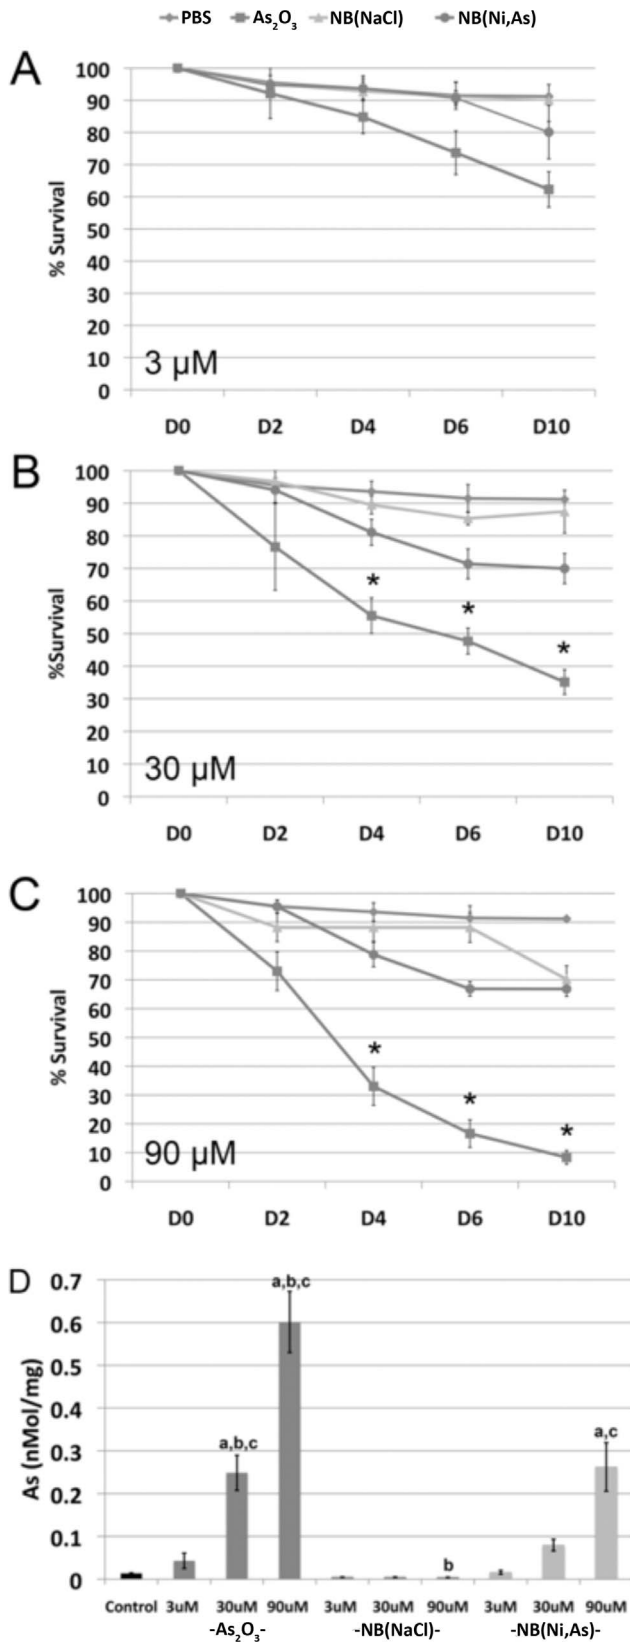 PBS As₂O₃ NB(NaCl) NB(Ni,As)
A
100
90
80
70
60
50
40
30
20
10
0
% Survival
3 µM
D0 D2 D4 D6 D10
B
100
90
80
70
60
50
40
30
20
10
0
%Survival
* * *
30 µM
D0 D2 D4 D6 D10
C
100
90
80
70
60
50
40
30
20
10
0
% Survival
* * *
90 µM
D0 D2 D4 D6 D10
D
0.7
0.6
0.5
0.4
0.3
0.2
0.1
0
As (nMol/mg)
a,b,c
a,b,c
b
a,c
Control 3uM 30uM 90uM 3uM 30uM 90uM 3uM 30uM 90uM
-As₂O₃- -NB(NaCl)- -NB(Ni,As)-